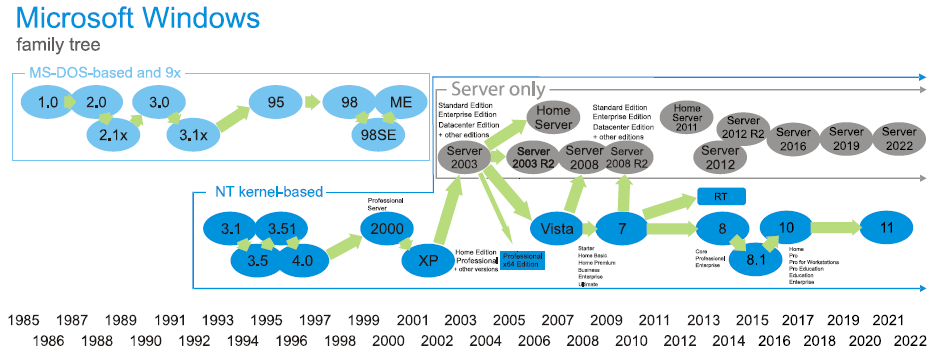 Microsoft Windows
family tree
MS-DOS-based and 9x
1.0
2.0
2.1x
3.0
3.1x
95
98
98SE
ME
Server only
Standard Edition
Enterprise Edition
Datacenter Edition
+ other editions
Server
2003
Home
Server
Server
2003 R2
Server
2008
Standard Edition
Enterprise Edition
Datacenter Edition
+ other editions
Server
2008 R2
Home
Server
2011
Server
2012
Server
2012 R2
Server
2016
Server
2019
Server
2022
NT kernel-based
3.1
3.5
3.51
4.0
Professional
Server
2000
XP
Home Edition
Professional
+ other versions
Professional
x64 Edition
Vista
7
Starter
Home Basic
Home Premium
Business
Enterprise
Ultimate
RT
8
Core
Professional
Enterprise
8.1
10
Home
Pro
Pro for Workstations
Pro Education
Education
Enterprise
11
1985 1987 1989 1991 1993 1995 1997 1999 2001 2003 2005 2007 2009 2011 2013 2015 2017 2019 2021
1986 1988 1990 1992 1994 1996 1998 2000 2002 2004 2006 2008 2010 2012 2014 2016 2018 2020 2022